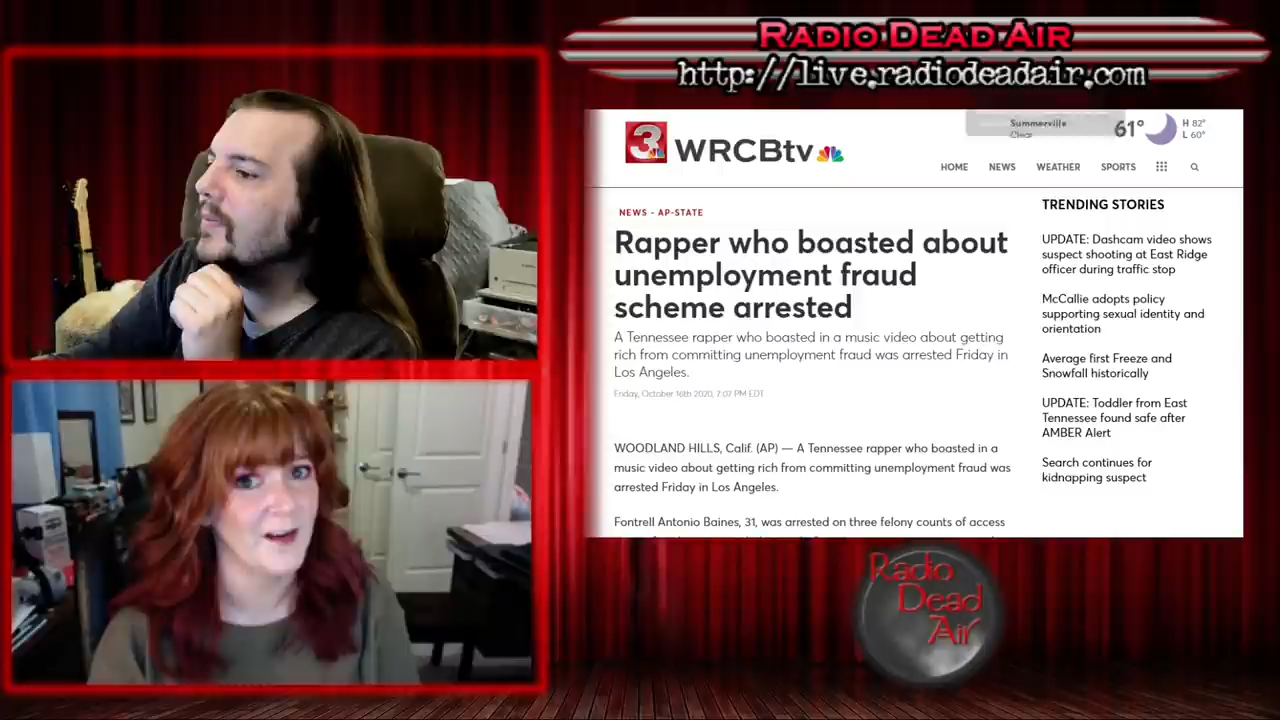 RADIO DEAD AIR
http://live.radiodeadair.com
3 WRCBtv
Summerville
Clear
61°
H 82°
L 60°
HOME NEWS WEATHER SPORTS
NEWS - AP-STATE
Rapper who boasted about
unemployment fraud
scheme arrested
A Tennessee rapper who boasted in a music video about getting
rich from committing unemployment fraud was arrested Friday in
Los Angeles.
Friday, October 16th 2020, 7:07 PM EDT
WOODLAND HILLS, Calif. (AP) — A Tennessee rapper who boasted in a
music video about getting rich from committing unemployment fraud was
arrested Friday in Los Angeles.
Fontrell Antonio Baines, 31, was arrested on three felony counts of access
TRENDING STORIES
UPDATE: Dashcam video shows
suspect shooting at East Ridge
officer during traffic stop
McCallie adopts policy
supporting sexual identity and
orientation
Average first Freeze and
Snowfall historically
UPDATE: Toddler from East
Tennessee found safe after
AMBER Alert
Search continues for
kidnapping suspect
Radio
Dead
Air